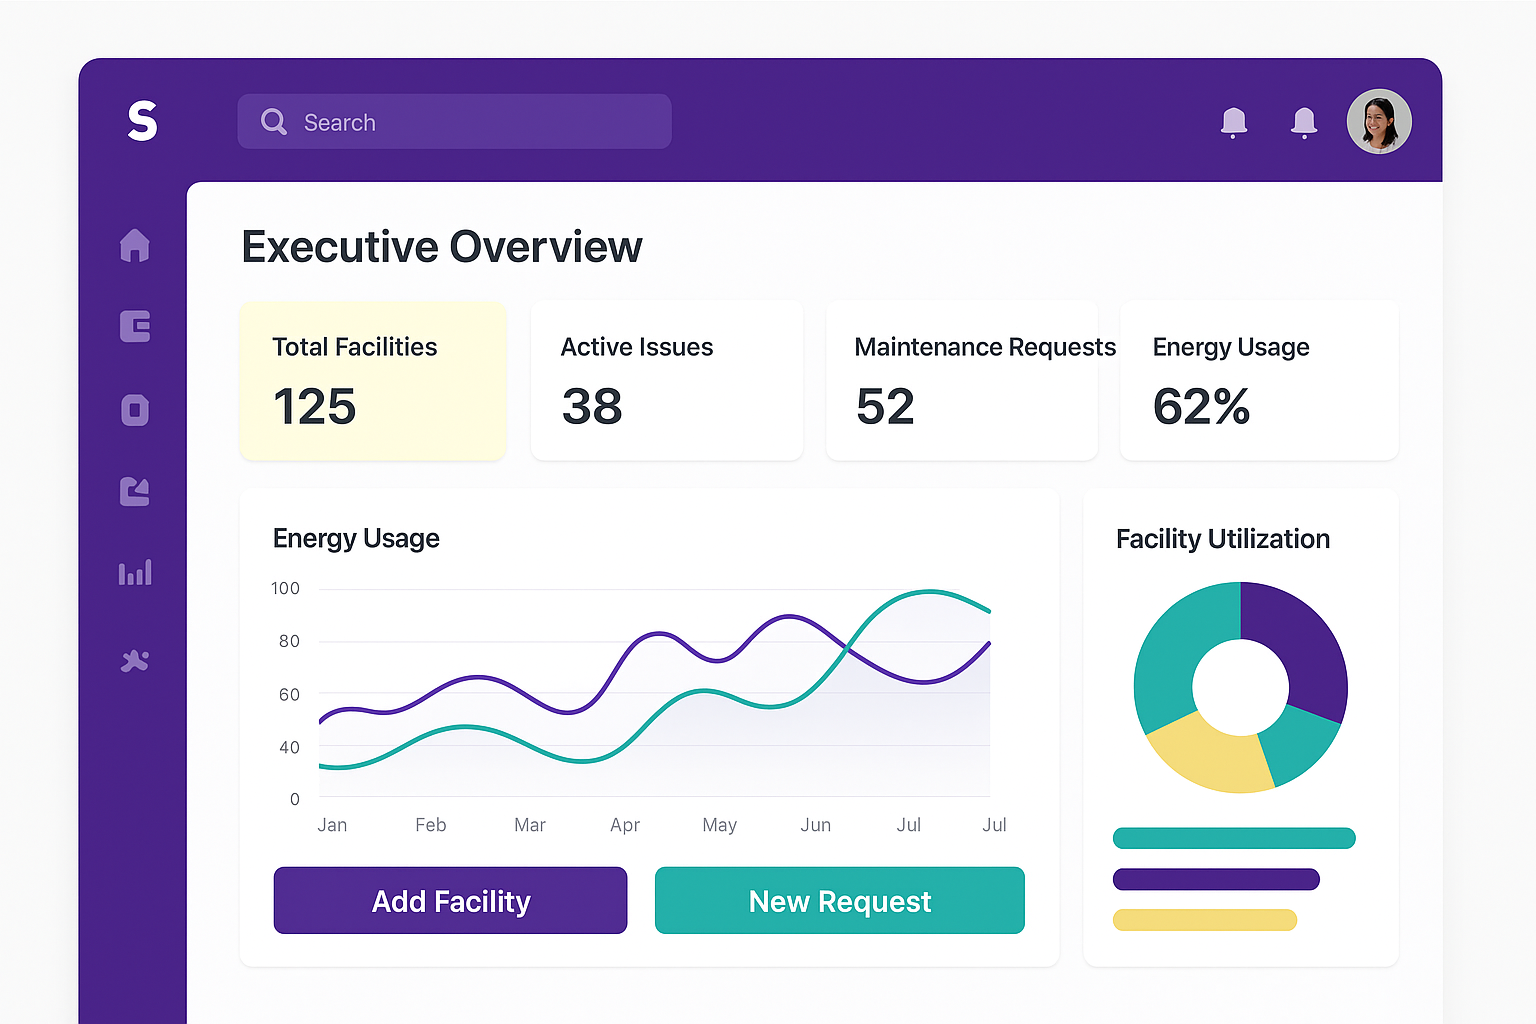 S
Search
Executive Overview
Total Facilities
125
Active Issues
38
Maintenance Requests
52
Energy Usage
62%
Energy Usage
100
80
60
40
0
Jan Feb Mar Apr May Jun Jul Jul
Add Facility
New Request
Facility Utilization